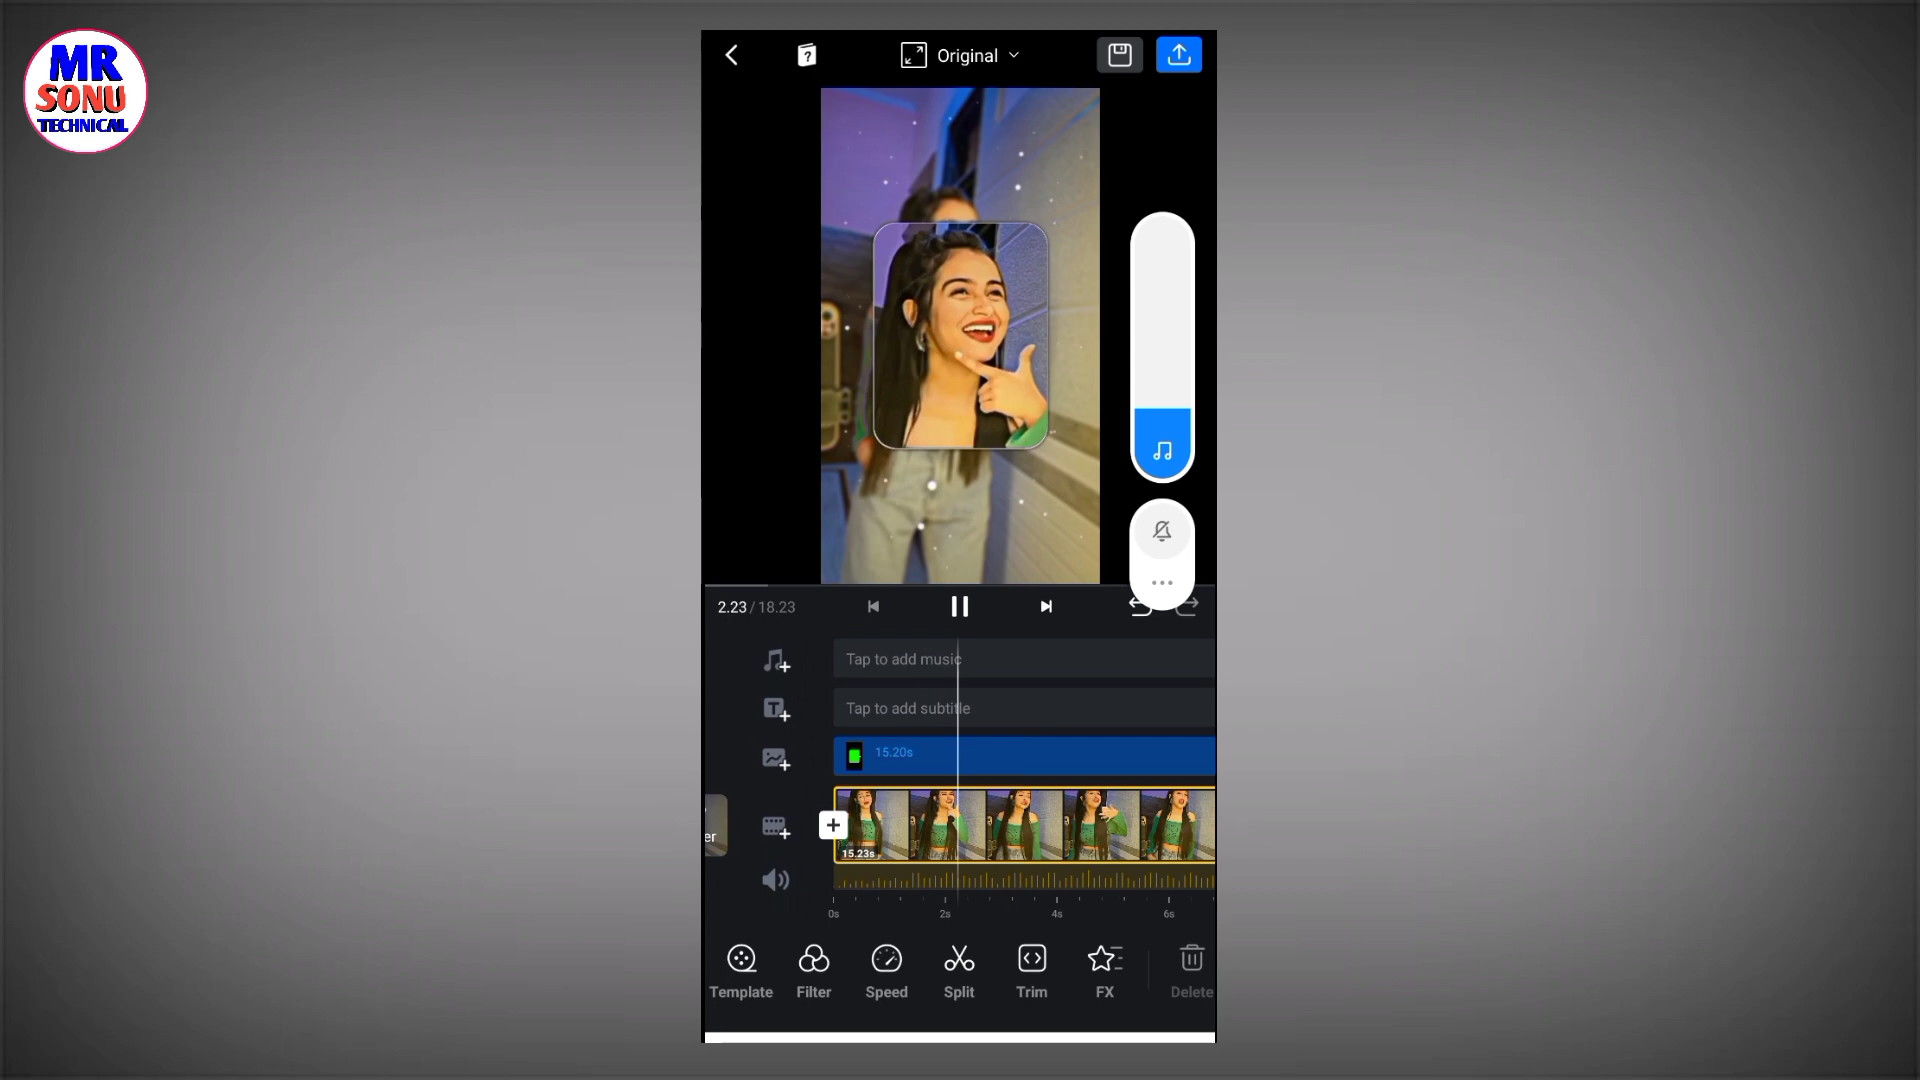 MR
SONU
TECHNICAL
?
Original
2.23 / 18.23
Tap to add music
Tap to add subtitle
15.20s
er
15.23s
0s 2s 4s 6s
Template Filter Speed Split Trim FX Delete